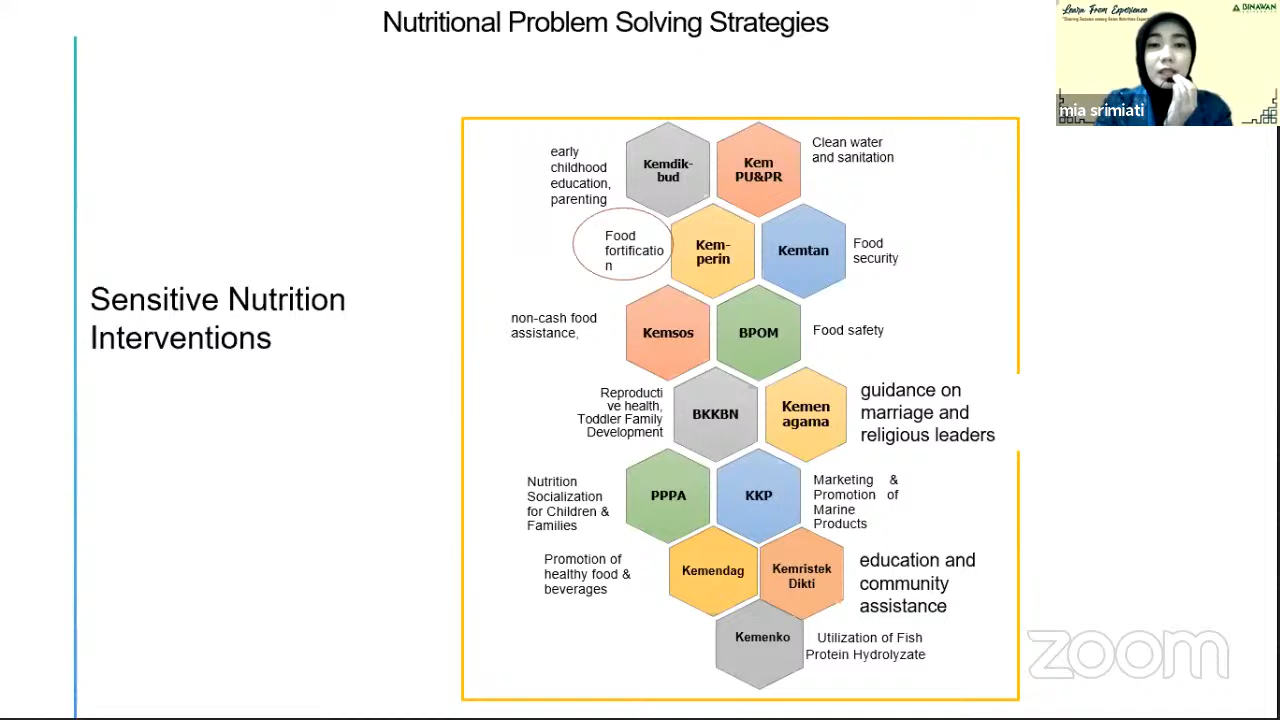 Nutritional Problem Solving Strategies
Learn From Experience
BINAWAN
mia srimiati
Sensitive Nutrition
Interventions
early
childhood
education,
parenting
Kemdik-
bud
Kem
PU&PR
Clean water
and sanitation
Food
fortificatio
n
Kem-
perin
Kemtan
Food
security
non-cash food
assistance,
Kemsos
BPOM
Food safety
Reproducti
ve health,
Toddler Family
Development
BKKBN
Kemen
agama
guidance on
marriage and
religious leaders
Nutrition
Socialization
for Children &
Families
PPPA
KKP
Marketing &
Promotion of
Marine
Products
Promotion of
healthy food &
beverages
Kemendag
Kemristek
Dikti
education and
community
assistance
Kemenko
Utilization of Fish
Protein Hydrolyzate
zoom